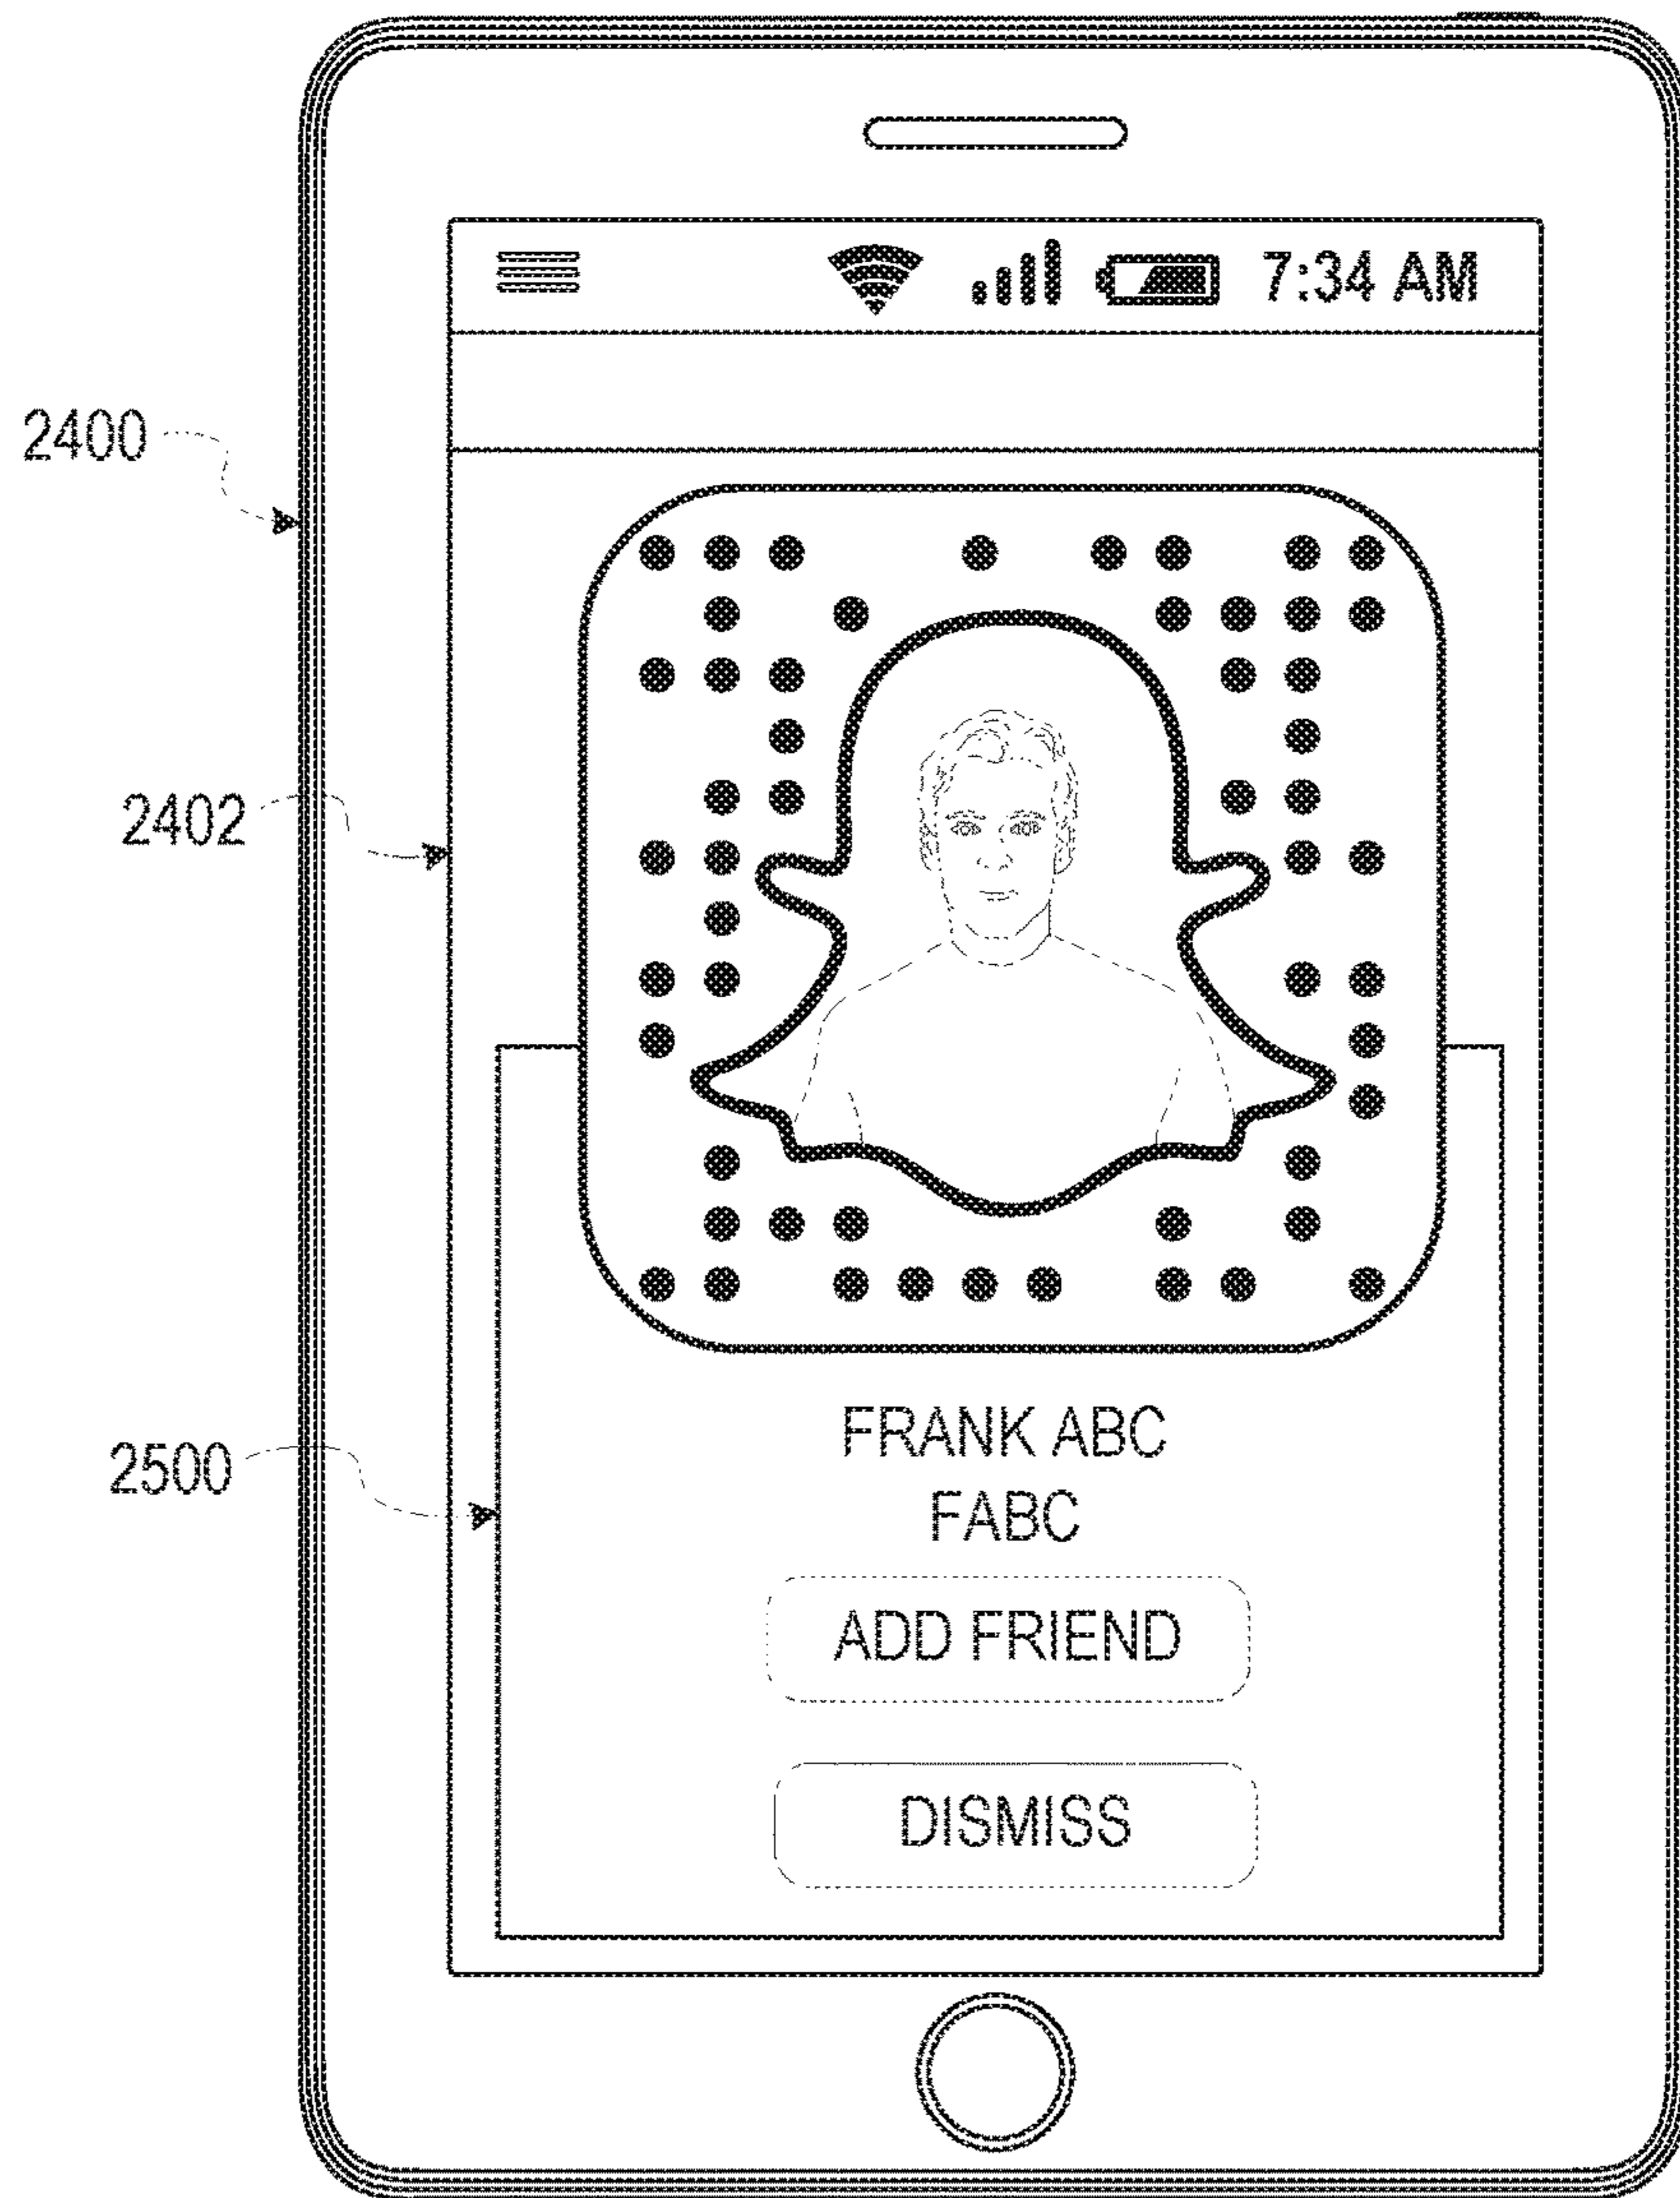 7:34 AM
2400
2402
2500
FRANK ABC
FABC
ADD FRIEND
DISMISS